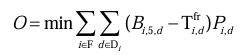 O = min ∑_{i∈F} ∑_{d∈D_i} (B_{i,5,d} − T^{fr}_{i,d}) P_{i,d}